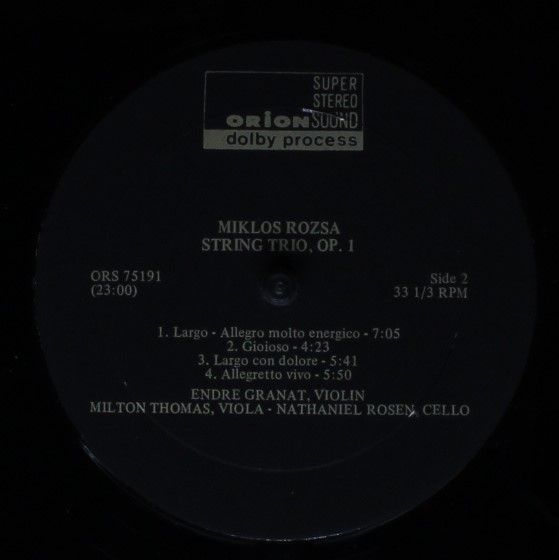 SUPER
STEREO
ORION SOUND
dolby process
MIKLOS ROZSA
STRING TRIO, OP. 1
ORS 75191
(23:00)
Side 2
33 1/3 RPM
1. Largo - Allegro molto energico - 7:05
2. Gioioso - 4:23
3. Largo con dolore - 5:41
4. Allegretto vivo - 5:50
ENDRE GRANAT, VIOLIN
MILTON THOMAS, VIOLA - NATHANIEL ROSEN, CELLO